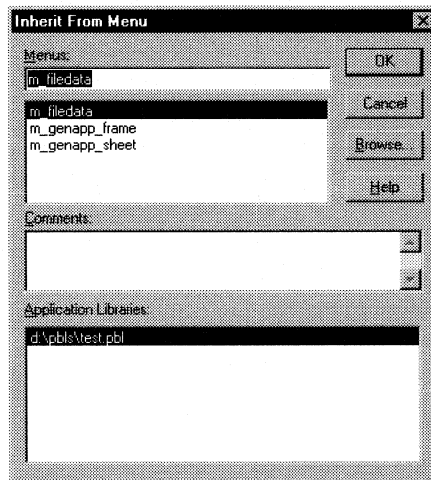 Inherit From Menu
Menus:
m_filedata
OK
m_filedata
m_genapp_frame
m_genapp_sheet
Cancel
Browse...
Help
Comments:
Application Libraries:
d:\pbls\test.pbl